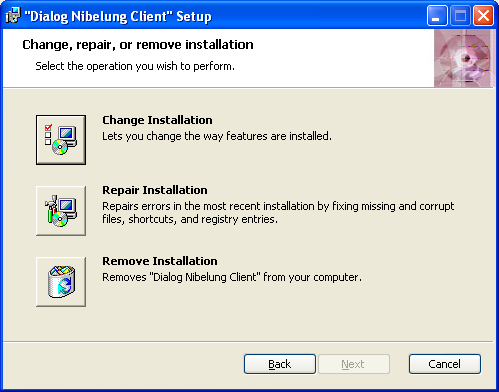 "Dialog Nibelung Client" Setup
Change, repair, or remove installation
Select the operation you wish to perform.
Change Installation
Lets you change the way features are installed.
Repair Installation
Repairs errors in the most recent installation by fixing missing and corrupt
files, shortcuts, and registry entries.
Remove Installation
Removes "Dialog Nibelung Client" from your computer.
Back
Next
Cancel